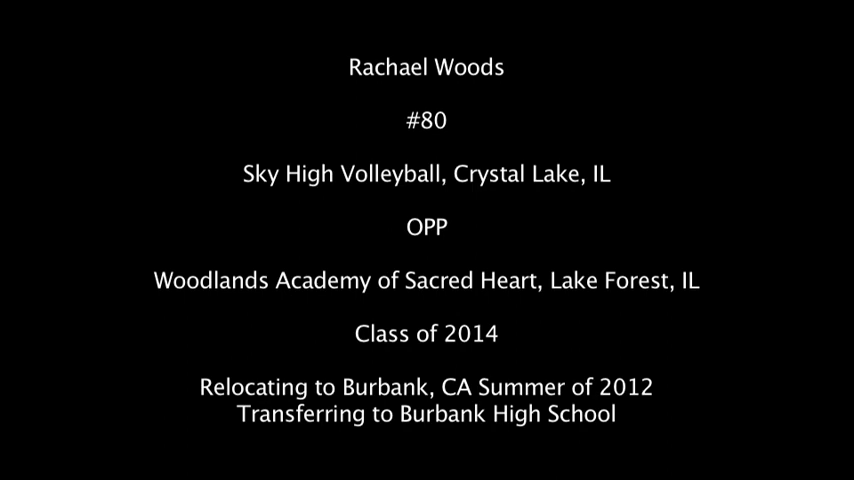 Rachael Woods
#80
Sky High Volleyball, Crystal Lake, IL
OPP
Woodlands Academy of Sacred Heart, Lake Forest, IL
Class of 2014
Relocating to Burbank, CA Summer of 2012
Transferring to Burbank High School